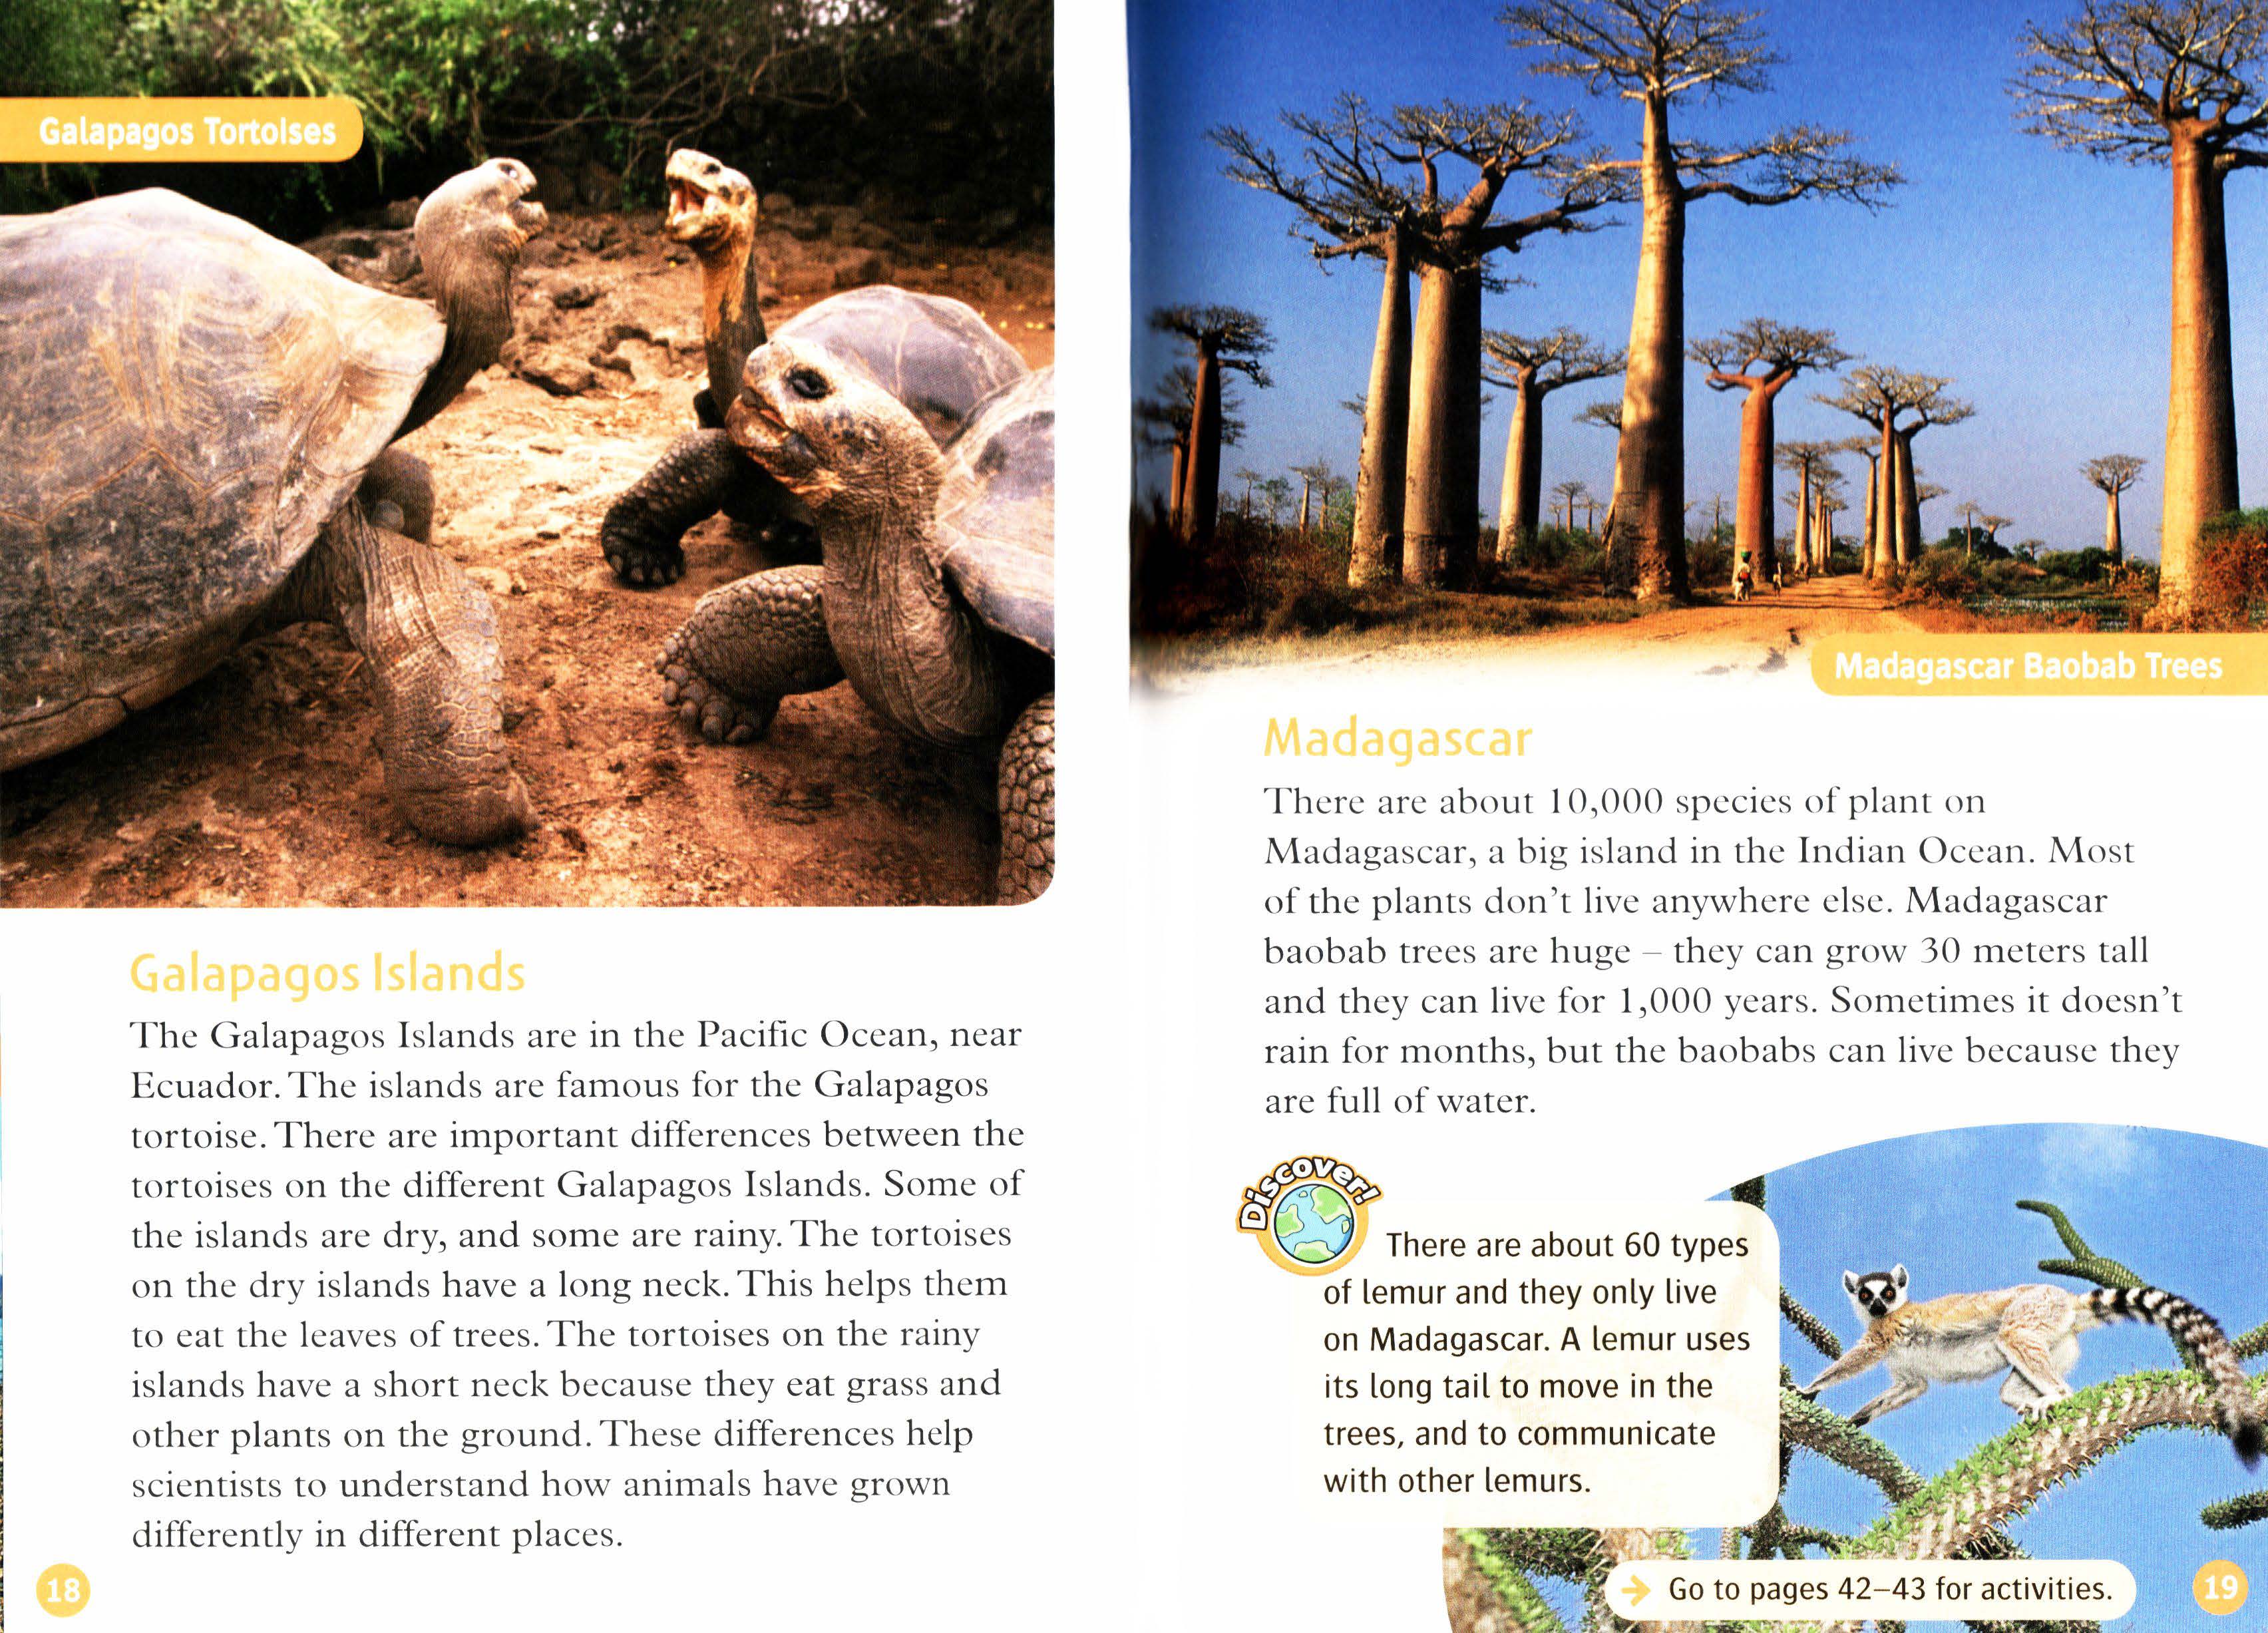 Galapagos Tortoises
Galapagos Islands
The Galapagos Islands are in the Pacific Ocean, near
Ecuador. The islands are famous for the Galapagos
tortoise. There are important differences between the
tortoises on the different Galapagos Islands. Some of
the islands are dry, and some are rainy. The tortoises
on the dry islands have a long neck. This helps them
to eat the leaves of trees. The tortoises on the rainy
islands have a short neck because they eat grass and
other plants on the ground. These differences help
scientists to understand how animals have grown
differently in different places.
18
Madagascar Baobab Trees
Madagascar
There are about 10,000 species of plant on
Madagascar, a big island in the Indian Ocean. Most
of the plants don't live anywhere else. Madagascar
baobab trees are huge – they can grow 30 meters tall
and they can live for 1,000 years. Sometimes it doesn't
rain for months, but the baobabs can live because they
are full of water.
Discover!
There are about 60 types
of lemur and they only live
on Madagascar. A lemur uses
its long tail to move in the
trees, and to communicate
with other lemurs.
→ Go to pages 42–43 for activities.
19